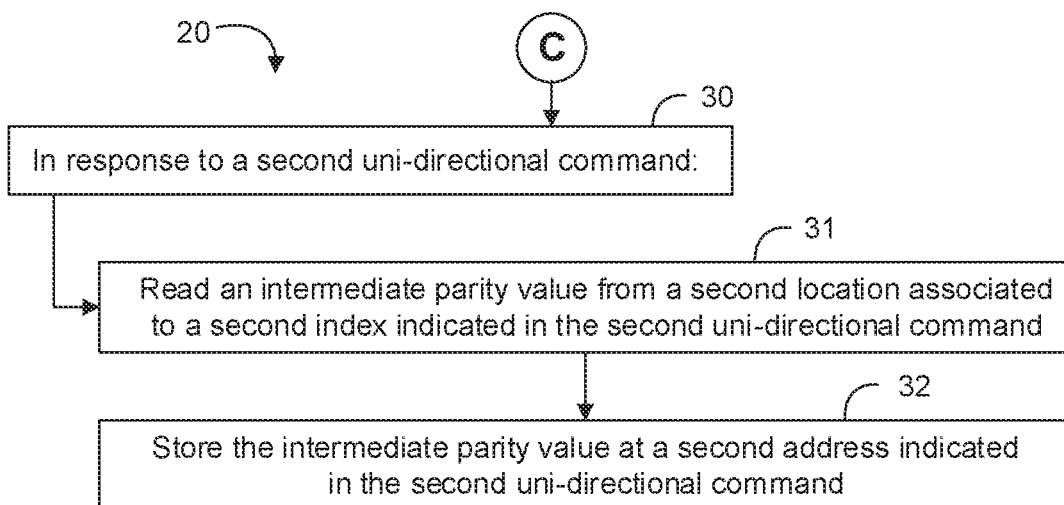 20
C
30
In response to a second uni-directional command:
31
Read an intermediate parity value from a second location associated
to a second index indicated in the second uni-directional command
32
Store the intermediate parity value at a second address indicated
in the second uni-directional command